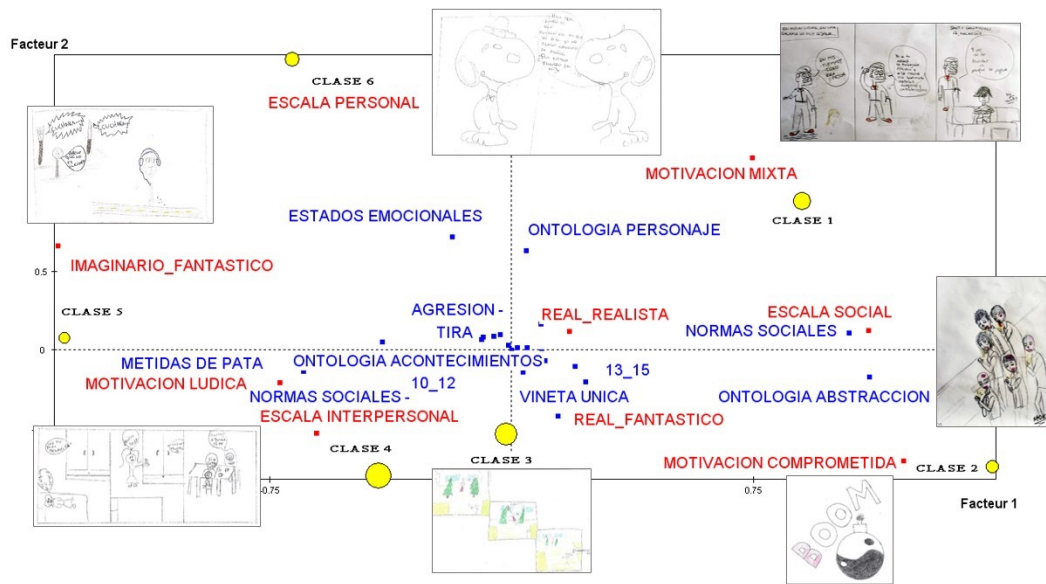 Facteur 2
CLASE 6
ESCALA PERSONAL
MOTIVACION MIXTA
CLASE 1
ESTADOS EMOCIONALES
ONTOLOGIA PERSONAJE
0.5
IMAGINARIO_FANTASTICO
AGRESION -
TIRA
REAL_REALISTA
ESCALA SOCIAL
NORMAS SOCIALES
CLASE 5
0
METIDAS DE PATA
ONTOLOGIA ACONTECIMIENTOS
MOTIVACION LUDICA
13_15
NORMAS SOCIALES -
10_12
VINETA UNICA
ONTOLOGIA ABSTRACCION
ESCALA INTERPERSONAL
REAL_FANTASTICO
CLASE 4
CLASE 3
MOTIVACION COMPROMETIDA
CLASE 2
-0.75
0
0.75
Facteur 1
BOOM